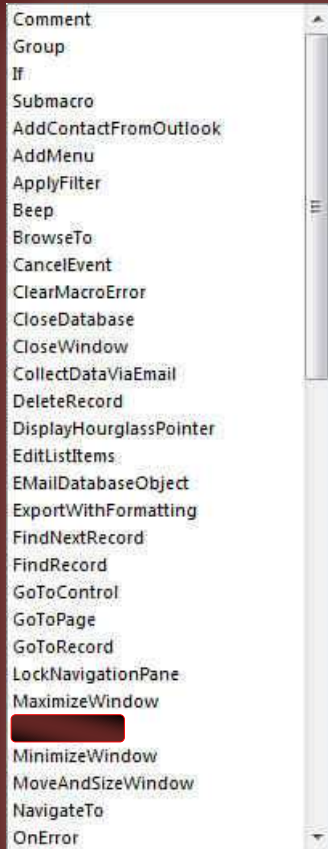 Comment
Group
If
Submacro
AddContactFromOutlook
AddMenu
ApplyFilter
Beep
BrowseTo
CancelEvent
ClearMacroError
CloseDatabase
CloseWindow
CollectDataViaEmail
DeleteRecord
DisplayHourglassPointer
EditListItems
EMailDatabaseObject
ExportWithFormatting
FindNextRecord
FindRecord
GoToControl
GoToPage
GoToRecord
LockNavigationPane
MaximizeWindow
MinimizeWindow
MoveAndSizeWindow
NavigateTo
OnError